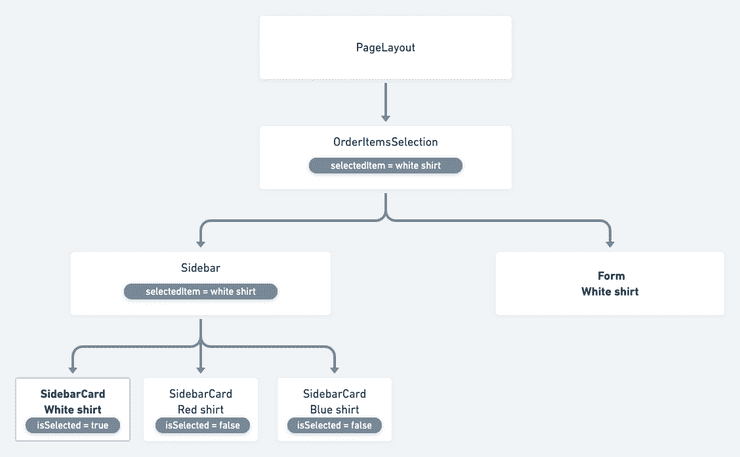 PageLayout
OrderItemsSelection
selectedItem = white shirt
Sidebar
selectedItem = white shirt
Form
White shirt
SidebarCard
White shirt
isSelected = true
SidebarCard
Red shirt
isSelected = false
SidebarCard
Blue shirt
isSelected = false